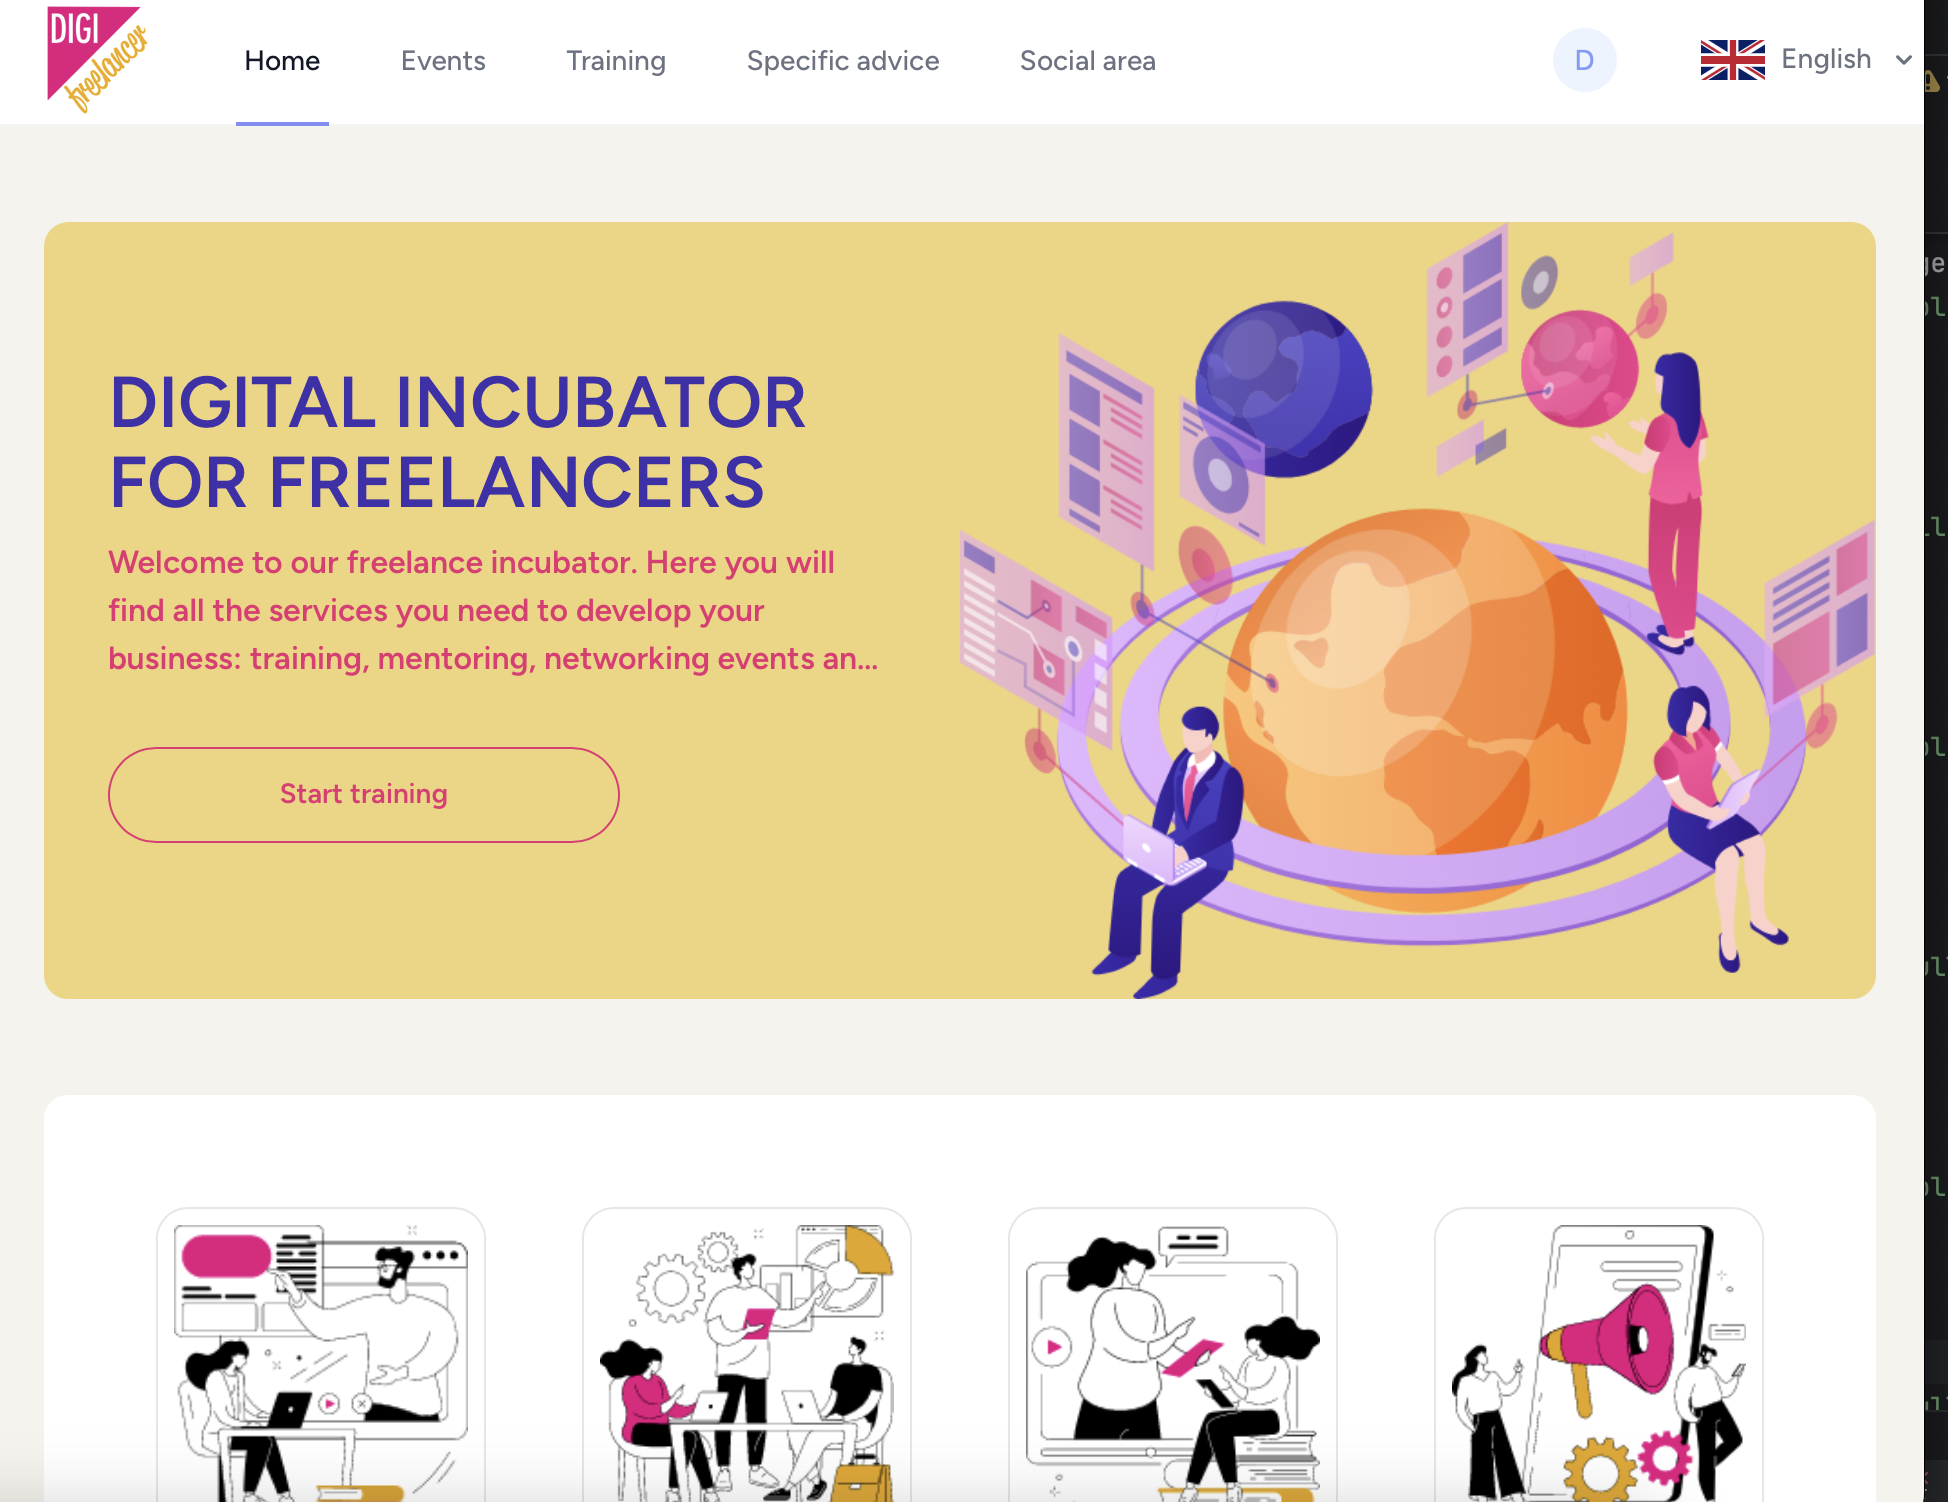 DIGI
freelancer
Home
Events
Training
Specific advice
Social area
D
English
DIGITAL INCUBATOR
FOR FREELANCERS
Welcome to our freelance incubator. Here you will
find all the services you need to develop your
business: training, mentoring, networking events an...
Start training